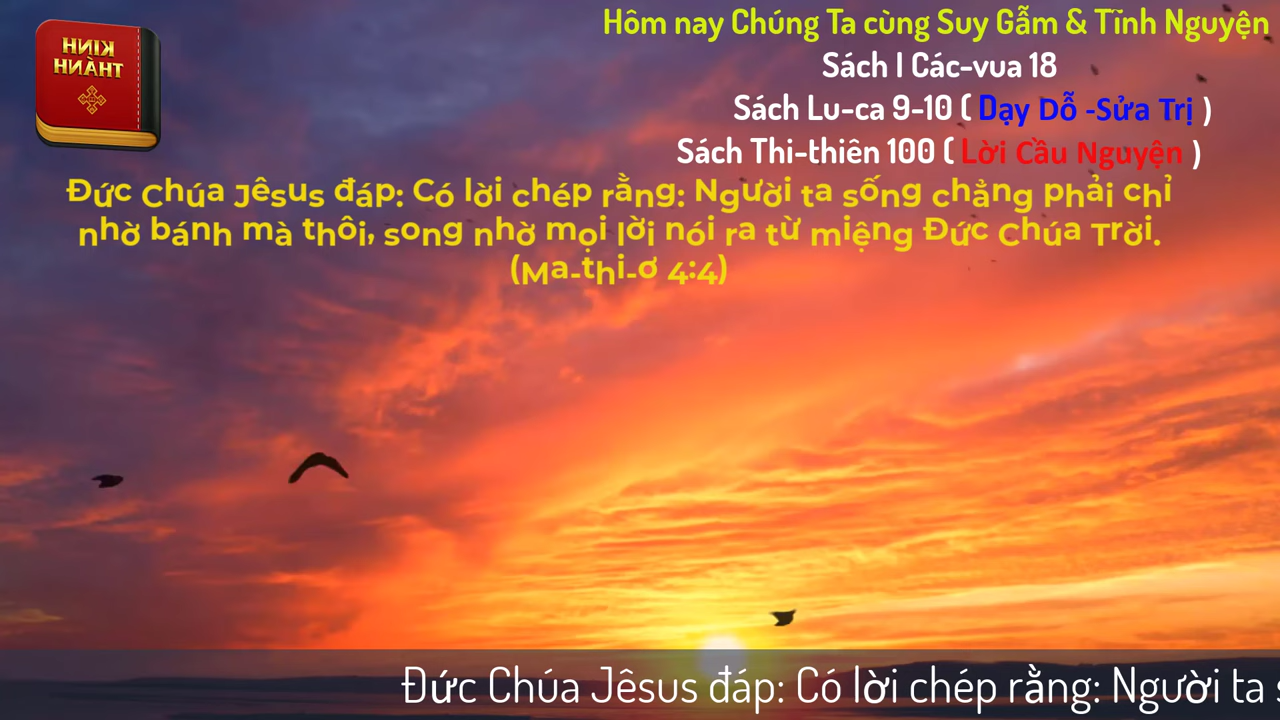 KINH
THÀNH
Hôm nay Chúng Ta cùng Suy Gẫm & Tĩnh Nguyện
Sách I Các-vua 18
Sách Lu-ca 9-10 ( Dạy Dỗ -Sửa Trị )
Sách Thi-thiên 100 ( Lời Cầu Nguyện )
Đức Chúa Jêsus đáp: Có lời chép rằng: Người ta sống chẳng phải chỉ
nhờ bánh mà thôi, song nhờ mọi lời nói ra từ miệng Đức Chúa Trời.
(Ma-thi-ơ 4:4)
Đức Chúa Jêsus đáp: Có lời chép rằng: Người ta